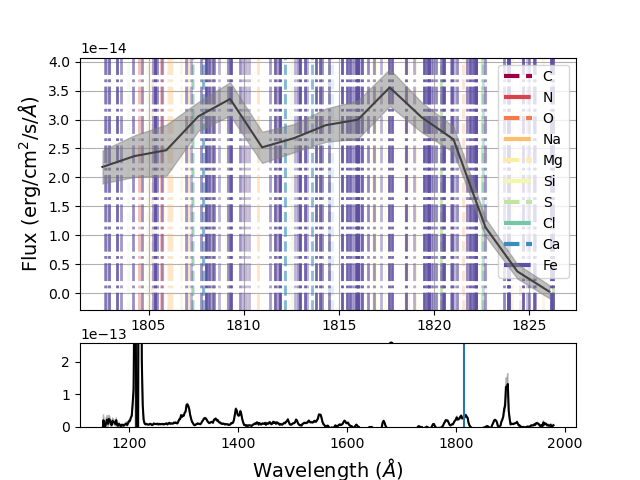 1e−14
4.0
3.5
3.0
2.5
2.0
1.5
1.0
0.5
0.0
Flux (erg/cm²/s/Å)
C
N
O
Na
Mg
Si
S
Cl
Ca
Fe
1805 1810 1815 1820 1825
1e−13
2
1
0
1200 1400 1600 1800 2000
Wavelength (Å)